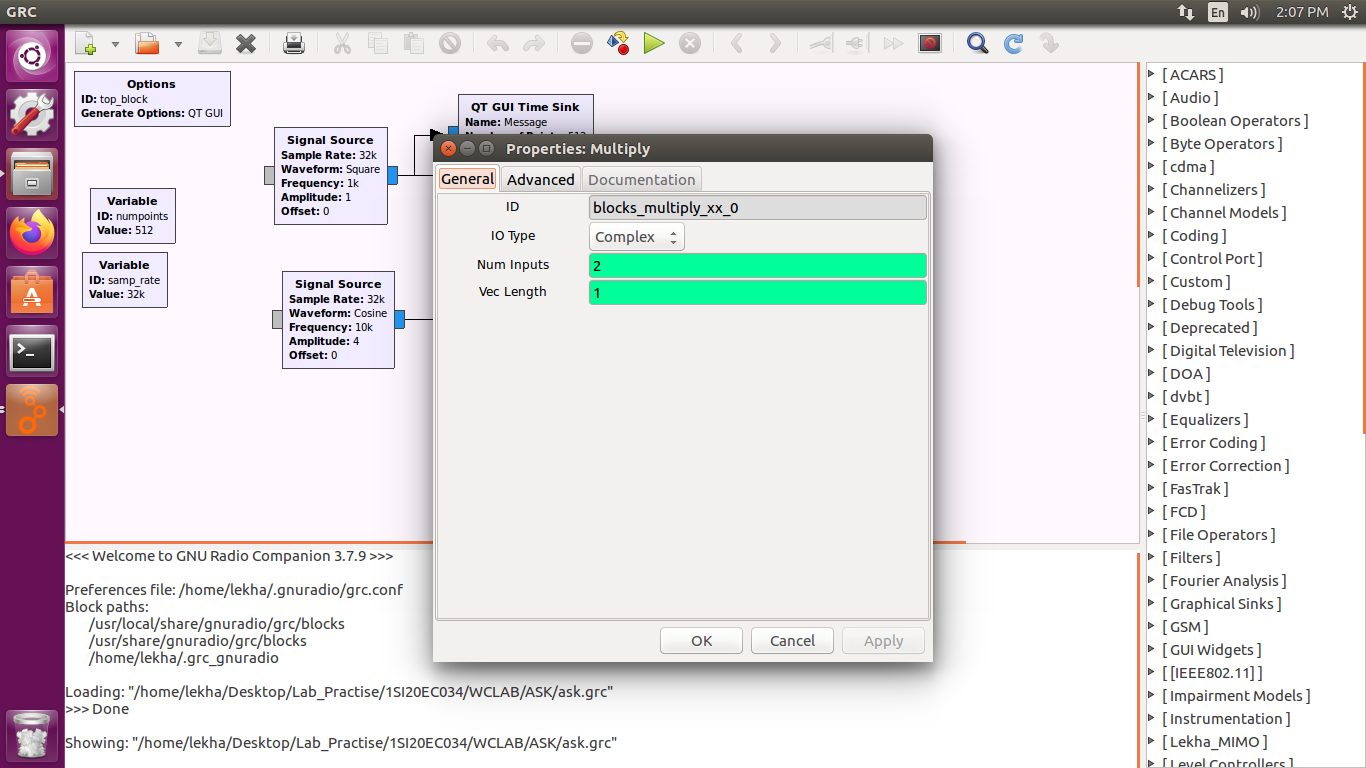 GRC
En
2:07 PM
Options
ID: top_block
Generate Options: QT GUI
Variable
ID: numpoints
Value: 512
Variable
ID: samp_rate
Value: 32k
Signal Source
Sample Rate: 32k
Waveform: Square
Frequency: 1k
Amplitude: 1
Offset: 0
Signal Source
Sample Rate: 32k
Waveform: Cosine
Frequency: 10k
Amplitude: 4
Offset: 0
QT GUI Time Sink
Name: Message
Properties: Multiply
General Advanced Documentation
ID blocks_multiply_xx_0
IO Type Complex
Num Inputs 2
Vec Length 1
OK Cancel Apply
<<< Welcome to GNU Radio Companion 3.7.9 >>>
Preferences file: /home/lekha/.gnuradio/grc.conf
Block paths:
/usr/local/share/gnuradio/grc/blocks
/usr/share/gnuradio/grc/blocks
/home/lekha/.grc_gnuradio
Loading: "/home/lekha/Desktop/Lab_Practise/1SI20EC034/WCLAB/ASK/ask.grc"
>>> Done
Showing: "/home/lekha/Desktop/Lab_Practise/1SI20EC034/WCLAB/ASK/ask.grc"
[ ACARS ]
[ Audio ]
[ Boolean Operators ]
[ Byte Operators ]
[ cdma ]
[ Channelizers ]
[ Channel Models ]
[ Coding ]
[ Control Port ]
[ Custom ]
[ Debug Tools ]
[ Deprecated ]
[ Digital Television ]
[ DOA ]
[ dvbt ]
[ Equalizers ]
[ Error Coding ]
[ Error Correction ]
[ FasTrak ]
[ FCD ]
[ File Operators ]
[ Filters ]
[ Fourier Analysis ]
[ Graphical Sinks ]
[ GSM ]
[ GUI Widgets ]
[ [IEEE802.11] ]
[ Impairment Models ]
[ Instrumentation ]
[ Lekha_MIMO ]
[ Level Controllers ]